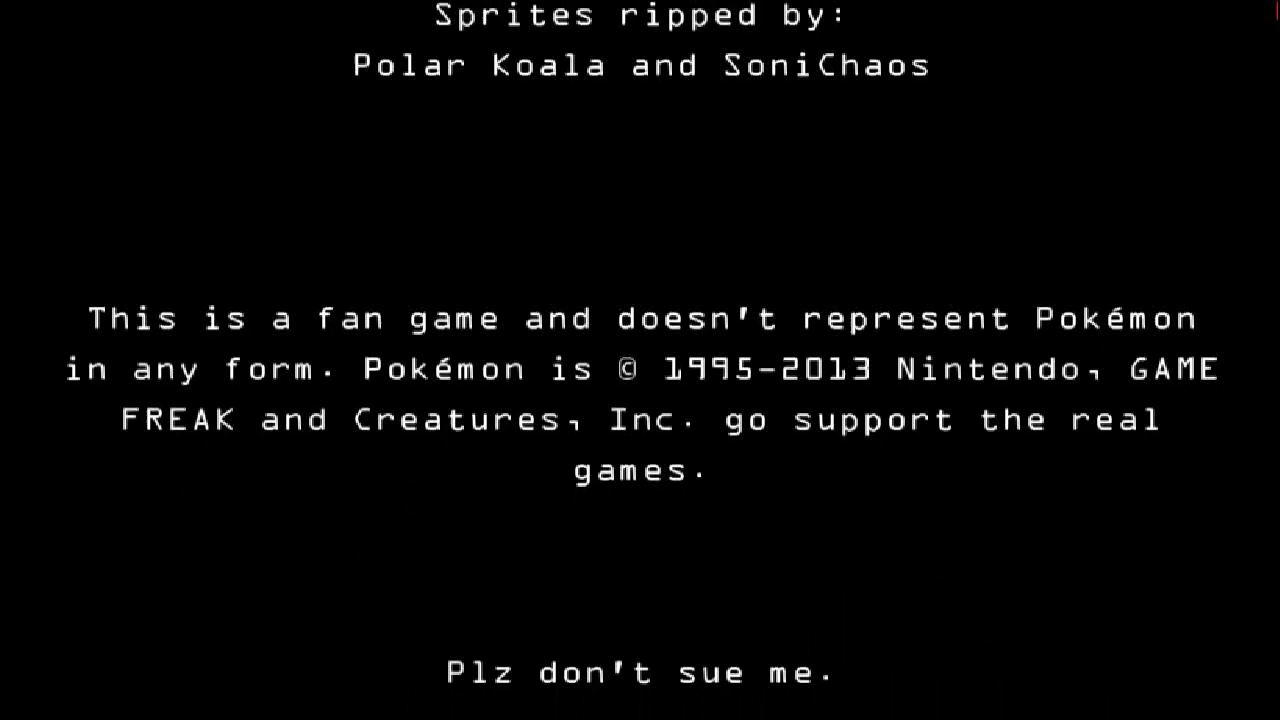 Sprites ripped by:
Polar Koala and SoniChaos
This is a fan game and doesn't represent Pokémon
in any form. Pokémon is © 1995-2013 Nintendo, GAME
FREAK and Creatures, Inc. go support the real
games.
Plz don't sue me.